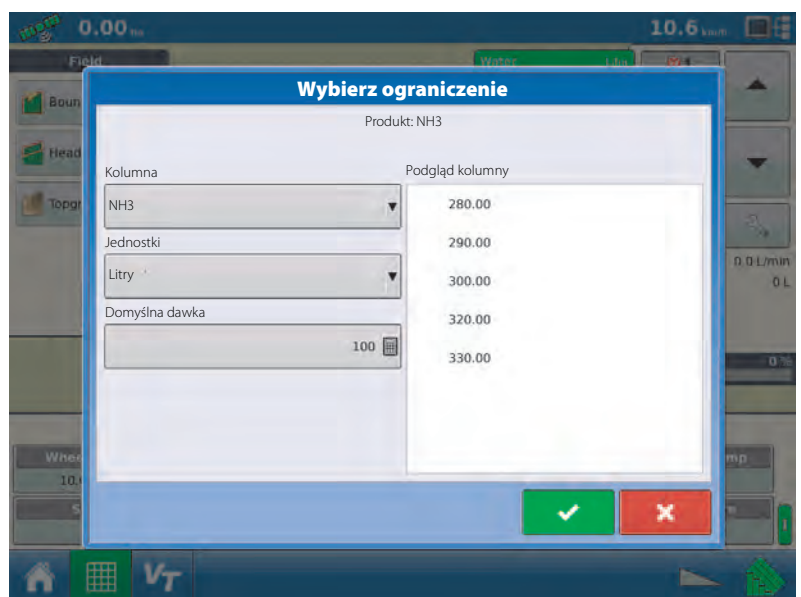 0.00
10.6 km/h
Field
Water
Boun
Head
Topgr
Wybierz ograniczenie
Produkt: NH3
Kolumna
NH3
Jednostki
Litry
Domyślna dawka
100
Podgląd kolumny
280.00
290.00
300.00
320.00
330.00
0.0 L/min
0 L
0 %
Whee
10.
S
mp
VT